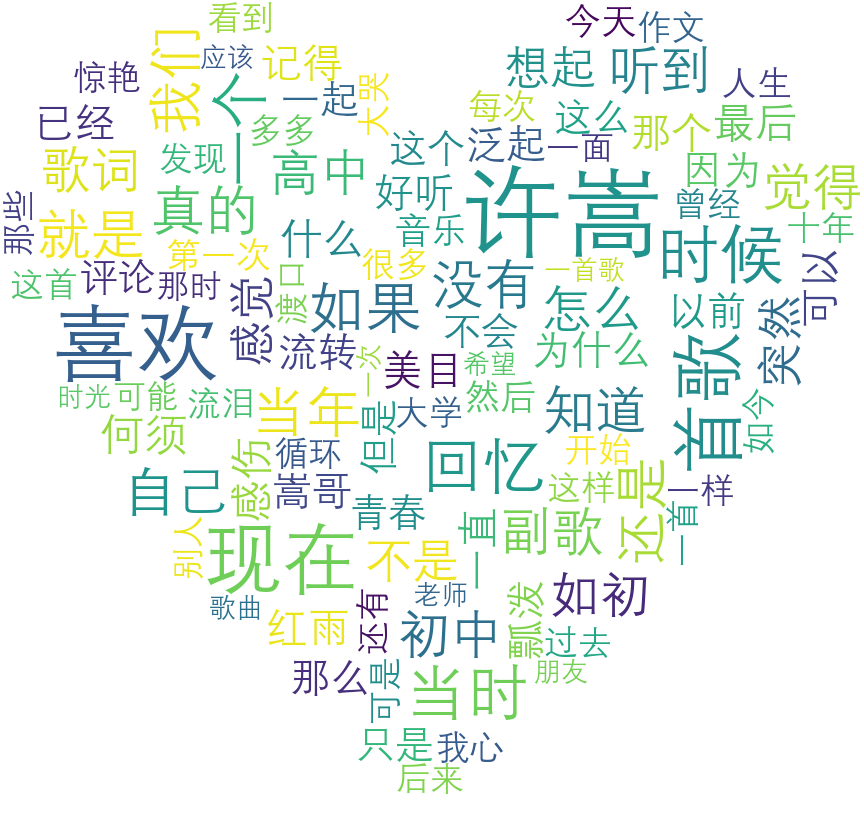 看到
今天
作文
应该
我们
记得
想起
听到
惊艳
一个
一起
大哭
每次
人生
已经
多多
这么
那个
最后
歌词
发现
高中
这个
泛起
一面
因为
觉得
那些
就是
真的
好听
许嵩
曾经
十年
第一次
什么
音乐
时候
这首
评论
那时
渡口
很多
没有
一首歌
可以
喜欢
感觉
如果
不会
怎么
以前
突然
流转
美目
希望
为什么
首歌
一次
时光
可能
流泪
当年
大学
然后
知道
如今
何须
但是
回忆
开始
循环
自己
感伤
嵩哥
青春
这样
还是
一样
一首
一直
副歌
别人
现在
不是
瓢泼
如初
老师
歌曲
红雨
还有
初中
过去
那么
可是
当时
朋友
只是
我心
后来